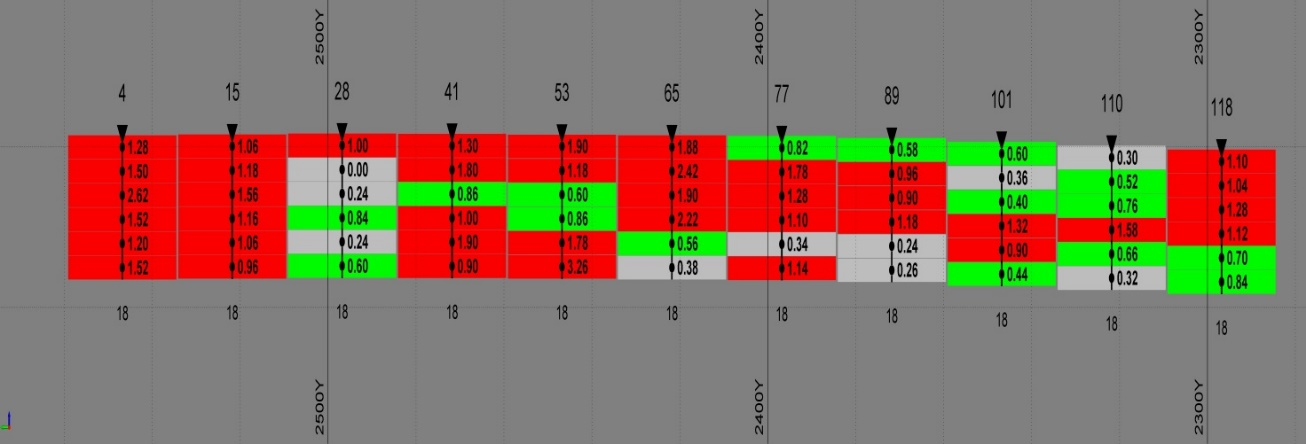 2500Y 2400Y 2300Y
4 15 28 41 53 65 77 89 101 110 118
1.28 1.06 1.00 1.30 1.90 1.88 0.82 0.58 0.60 0.30 1.10
1.50 1.18 0.00 1.80 1.18 2.42 1.78 0.96 0.36 0.52 1.04
2.62 1.56 0.24 0.86 0.60 1.90 1.28 0.90 0.40 0.76 1.28
1.52 1.16 0.84 1.00 0.86 2.22 1.10 1.18 1.32 1.58 1.12
1.20 1.06 0.24 1.90 1.78 0.56 0.34 0.24 0.90 0.66 0.70
1.52 0.96 0.60 0.90 3.26 0.38 1.14 0.26 0.44 0.32 0.84
18 18 18 18 18 18 18 18 18 18 18
2500Y 2400Y 2300Y